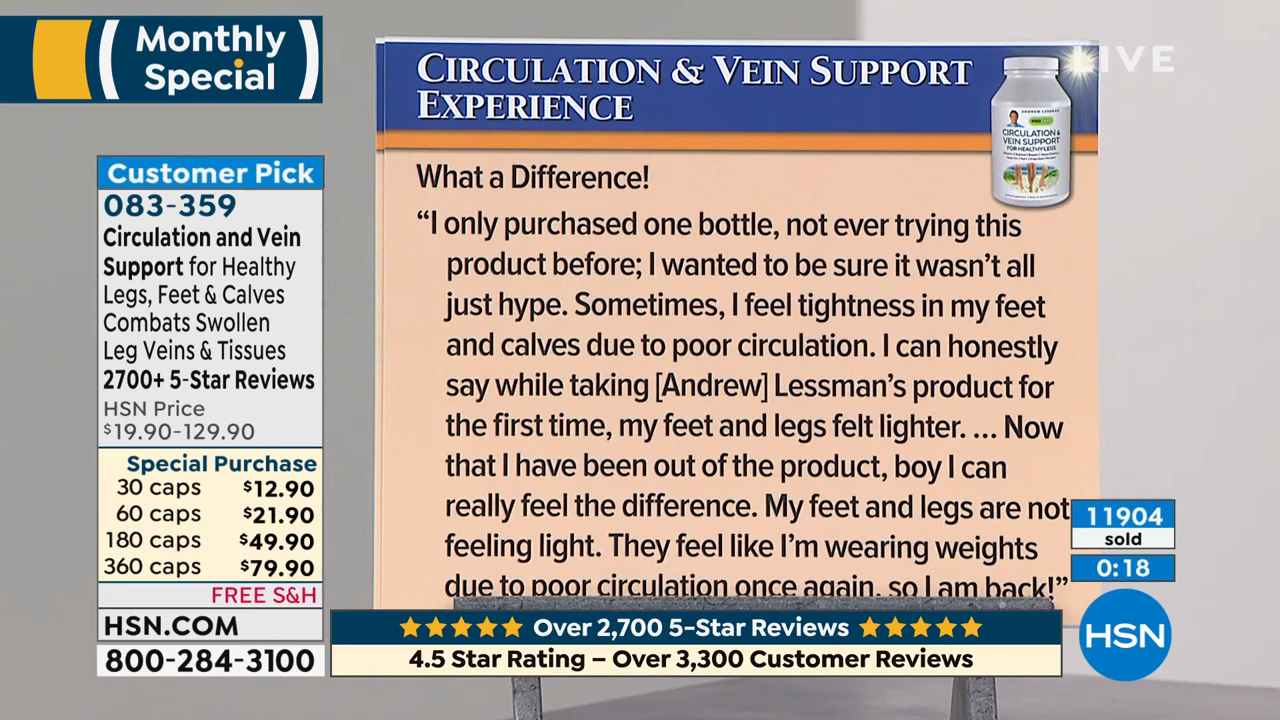 Monthly
Special
LIVE
CIRCULATION & VEIN SUPPORT
EXPERIENCE
ANDREW LESSMAN
CIRCULATION &
VEIN SUPPORT
FOR HEALTHY LEGS
What a Difference!
“I only purchased one bottle, not ever trying this
product before; I wanted to be sure it wasn’t all
just hype. Sometimes, I feel tightness in my feet
and calves due to poor circulation. I can honestly
say while taking [Andrew] Lessman’s product for
the first time, my feet and legs felt lighter. ... Now
that I have been out of the product, boy I can
really feel the difference. My feet and legs are not
feeling light. They feel like I’m wearing weights
due to poor circulation once again, so I am back!”
Customer Pick
083-359
Circulation and Vein
Support for Healthy
Legs, Feet & Calves
Combats Swollen
Leg Veins & Tissues
2700+ 5-Star Reviews
HSN Price
$19.90-129.90
Special Purchase
30 caps $12.90
60 caps $21.90
180 caps $49.90
360 caps $79.90
FREE S&H
HSN.COM
800-284-3100
11904
sold
0:18
Over 2,700 5-Star Reviews
4.5 Star Rating – Over 3,300 Customer Reviews
HSN